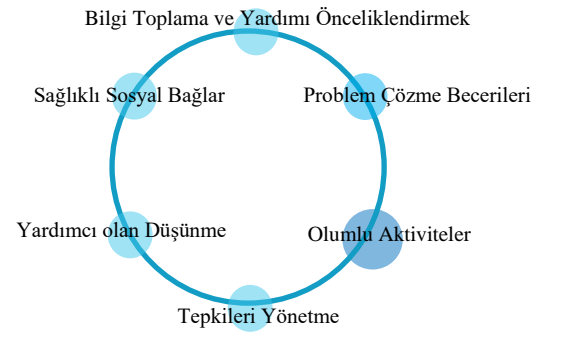 Bilgi Toplama ve Yardımı Önceliklendirmek
Sağlıklı Sosyal Bağlar
Problem Çözme Becerileri
Yardımcı olan Düşünme
Olumlu Aktiviteler
Tepkileri Yönetme